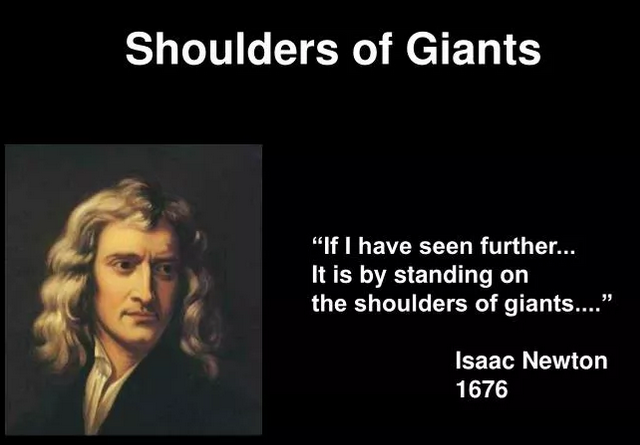 Shoulders of Giants
“If I have seen further...
It is by standing on
the shoulders of giants....”
Isaac Newton
1676